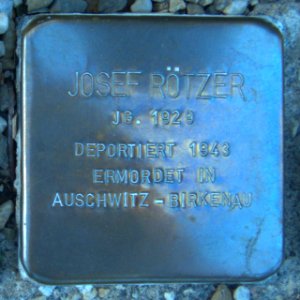 JOSEF RÖTZER
JG. 1929
DEPORTIERT 1943
ERMORDET IN
AUSCHWITZ - BIRKENAU